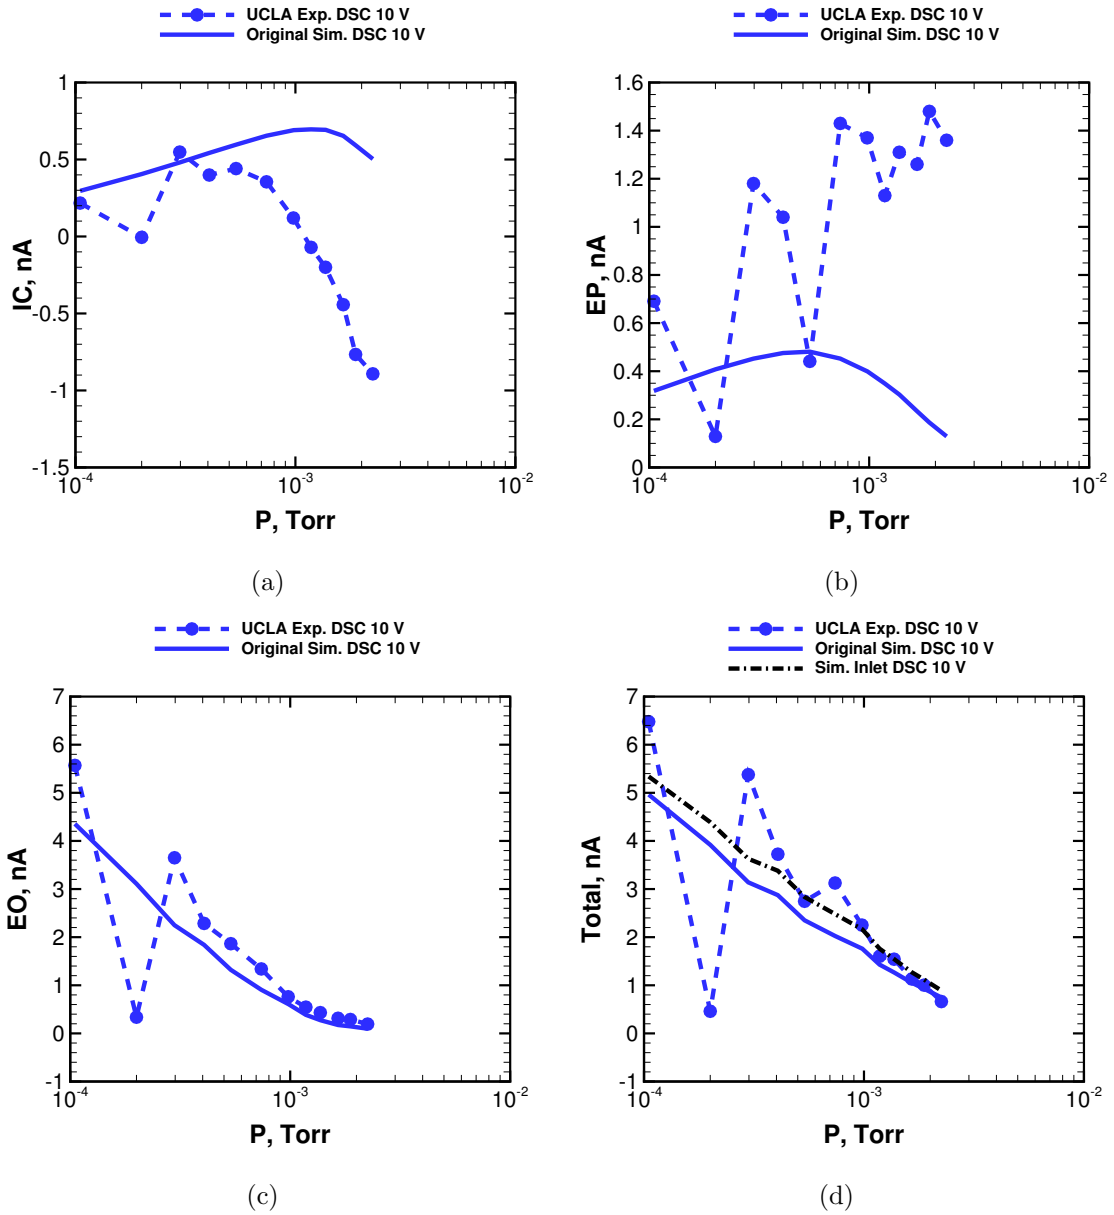 UCLA Exp. DSC 10 V
Original Sim. DSC 10 V
1
0.5
0
-0.5
-1
-1.5
IC, nA
10-4
10-3
10-2
P, Torr
(a)
UCLA Exp. DSC 10 V
Original Sim. DSC 10 V
1.6
1.4
1.2
1
0.8
0.6
0.4
0.2
0
EP, nA
10-4
10-3
10-2
P, Torr
(b)
UCLA Exp. DSC 10 V
Original Sim. DSC 10 V
7
6
5
4
3
2
1
0
-1
EO, nA
10-4
10-3
10-2
P, Torr
(c)
UCLA Exp. DSC 10 V
Original Sim. DSC 10 V
Sim. Inlet DSC 10 V
7
6
5
4
3
2
1
0
-1
Total, nA
10-4
10-3
10-2
P, Torr
(d)